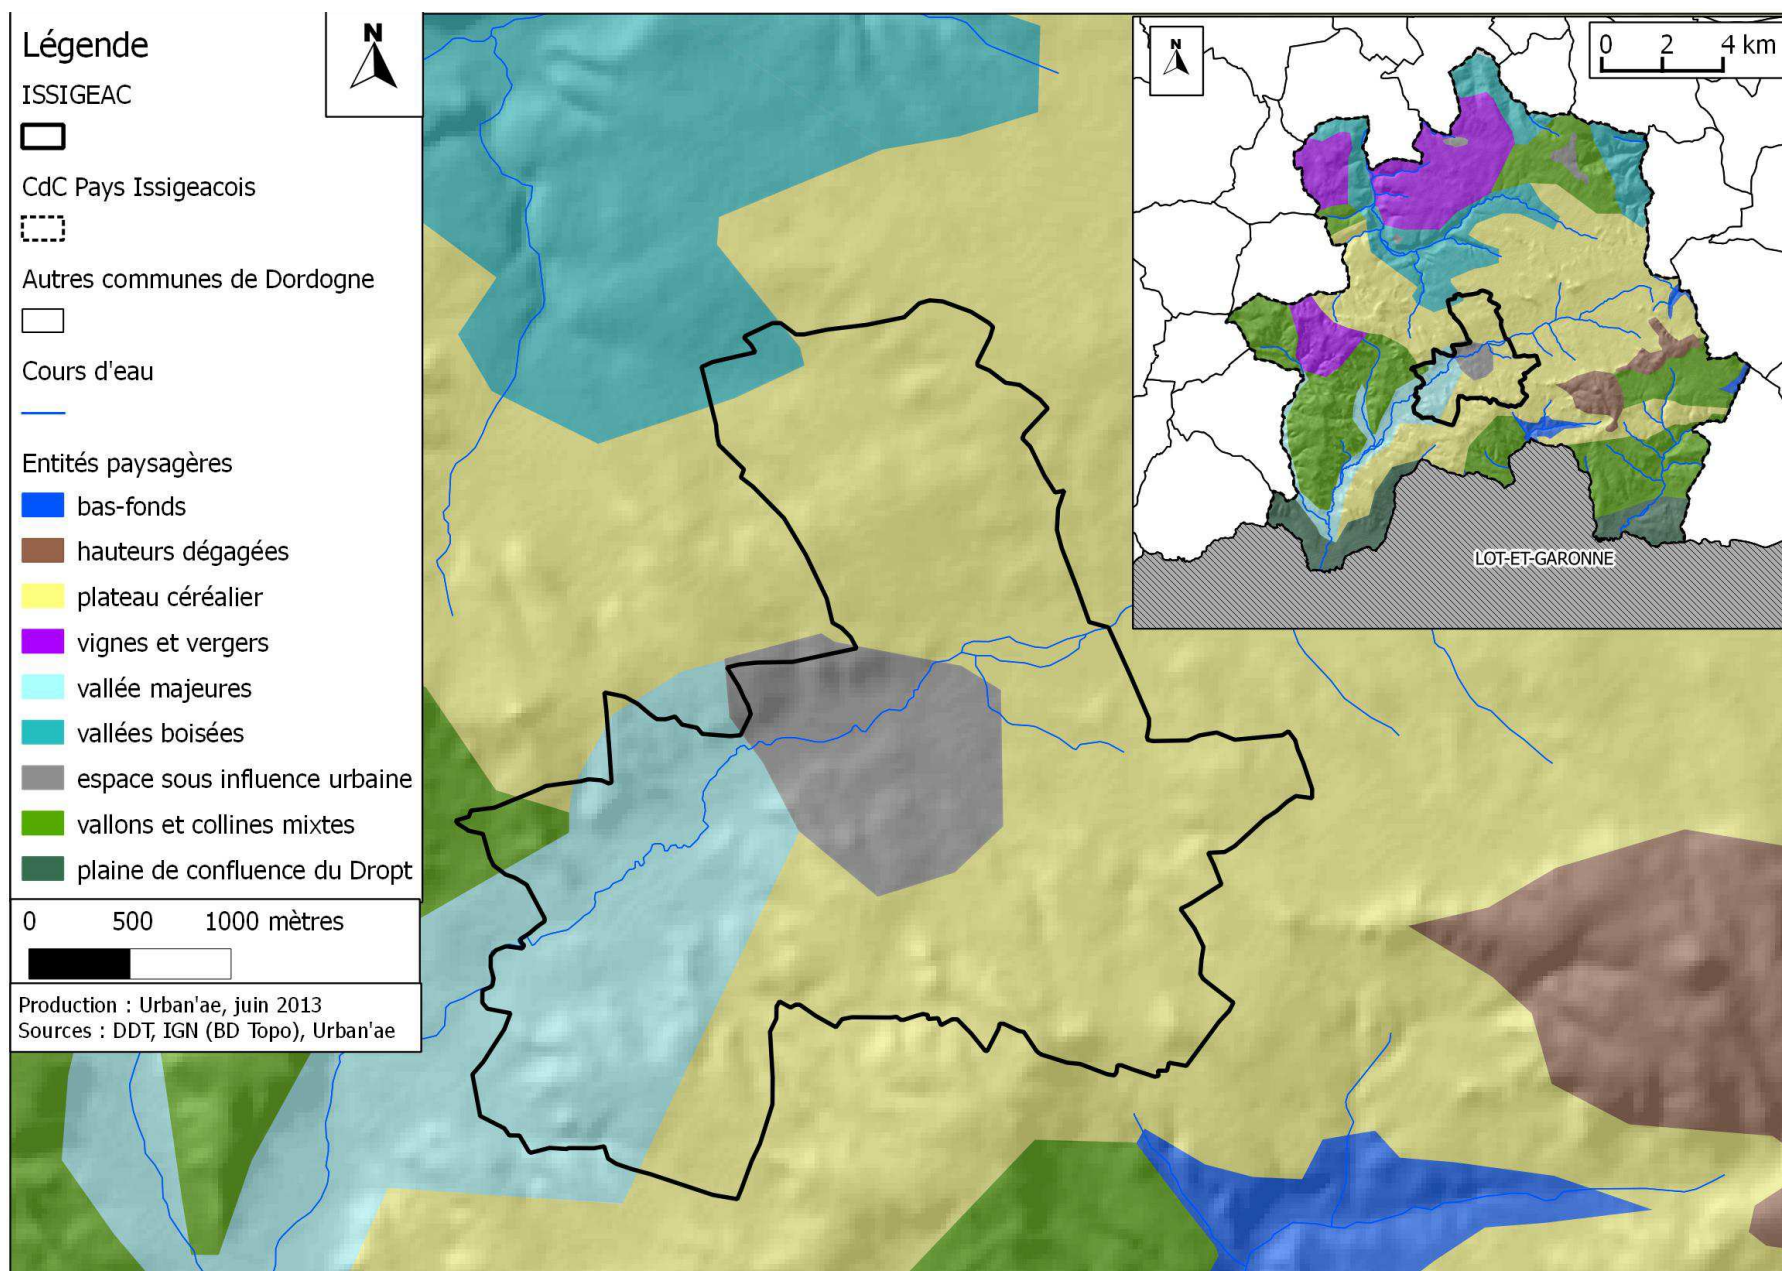 Légende
ISSIGEAC
CdC Pays Issigeacois
Autres communes de Dordogne
Cours d'eau
Entités paysagères
bas-fonds
hauteurs dégagées
plateau céréalier
vignes et vergers
vallée majeures
vallées boisées
espace sous influence urbaine
vallons et collines mixtes
plaine de confluence du Dropt
0 500 1000 mètres
Production : Urban'ae, juin 2013
Sources : DDT, IGN (BD Topo), Urban'ae
N
N
0 2 4 km
LOT-ET-GARONNE